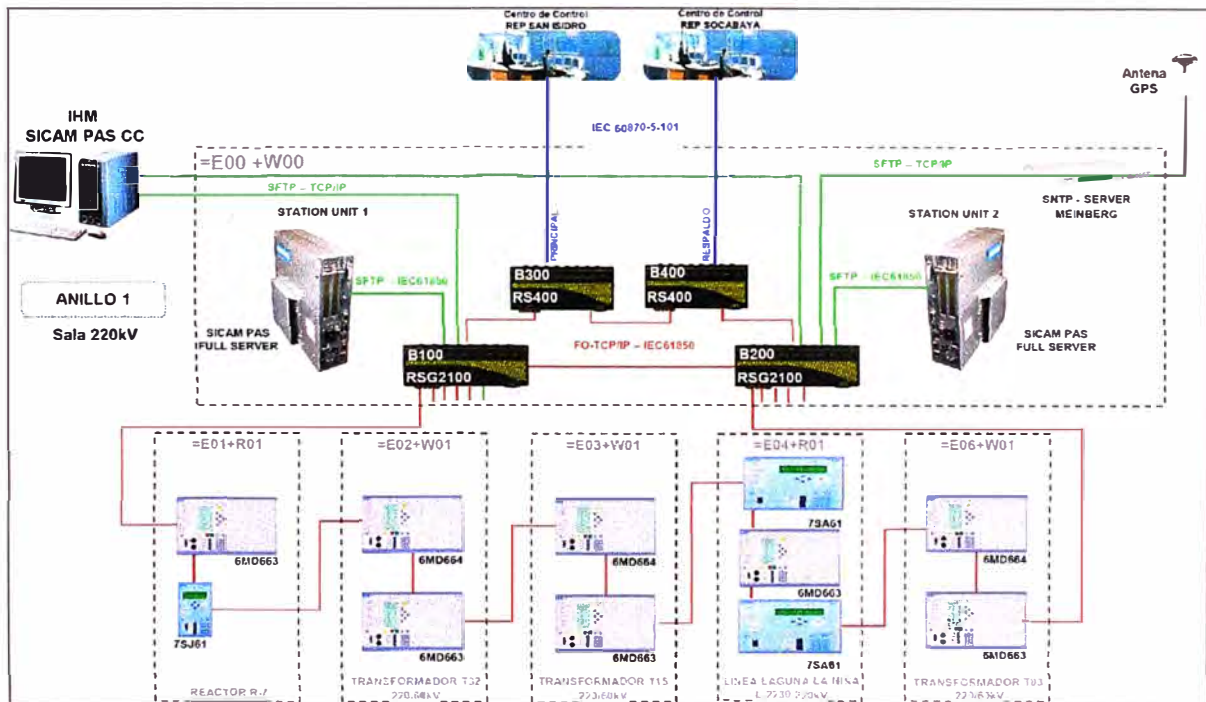 Centro de Control
REP SAN ISIDRO
Centro de Control
REP SOCABAYA
Antena
GPS
IHM
SICAM PAS CC
IEC 60870-5-101
=E00 +W00
SFTP – TCP/IP
SFTP – TCP/IP
SNTP - SERVER
MEINBERG
STATION UNIT 1
STATION UNIT 2
PRINCIPAL
RESPALDO
SFTP – IEC61850
SFTP – IEC61850
B300
RS400
B400
RS400
ANILLO 1
Sala 220kV
SICAM PAS
FULL SERVER
SICAM PAS
FULL SERVER
FO-TCP/IP – IEC61850
B100
RSG2100
B200
RSG2100
=E01+R01
=E02+W01
=E03+W01
=E04+R01
=E06+W01
6MD663
7SJ61
6MD664
6MD663
6MD664
6MD663
7SA61
6MD663
7SA61
6MD664
6MD663
REACTOR R-7
TRANSFORMADOR T32
TRANSFORMADOR T15
LINEA LAGUNA LA NIÑA
TRANSFORMADOR T83